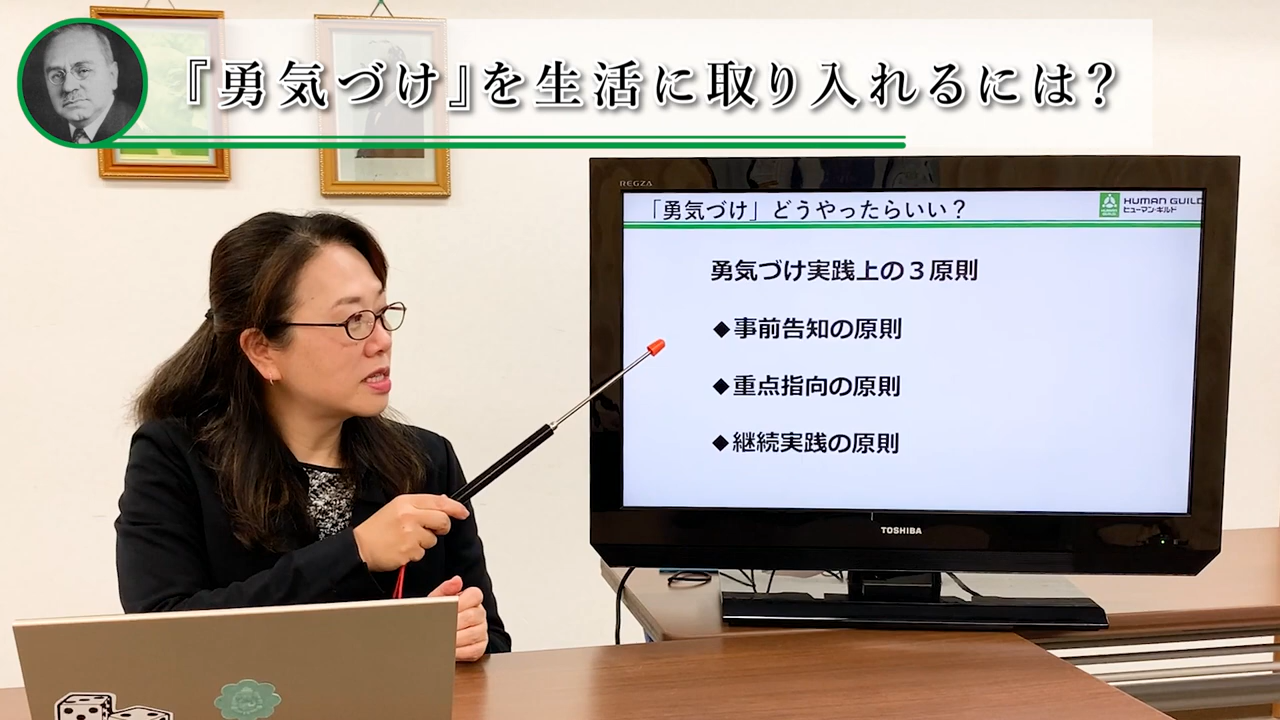 『勇気づけ』を生活に取り入れるには？
REGZA
「勇気づけ」どうやったらいい？
HUMAN GUILD
ヒューマン・ギルド
勇気づけ実践上の３原則
◆事前告知の原則
◆重点指向の原則
◆継続実践の原則
TOSHIBA